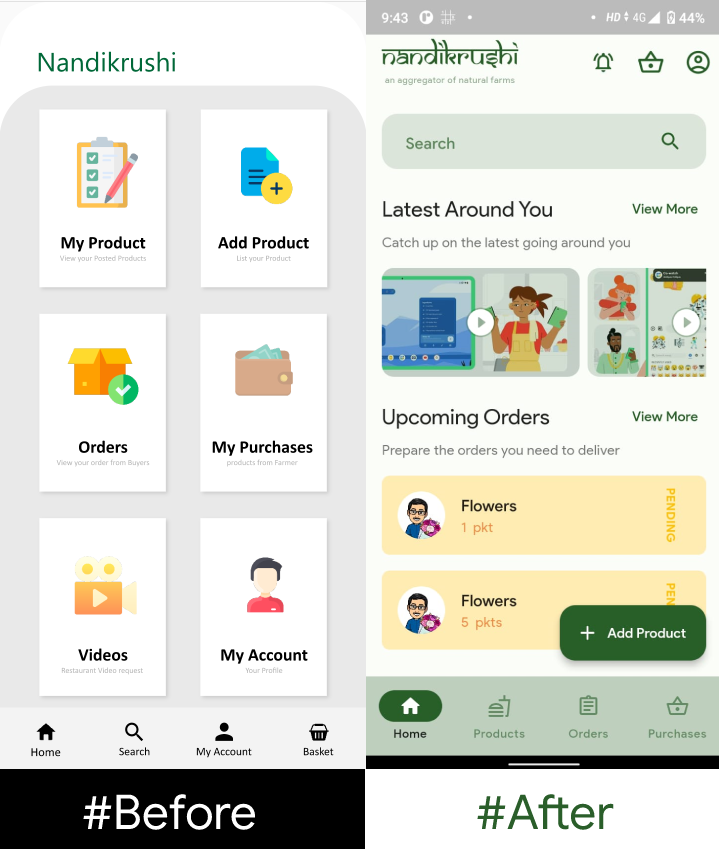 Nandikrushi
My Product
View your Posted Products
Add Product
List your Product
Orders
View your order from Buyers
My Purchases
products from Farmer
Videos
Restaurant Video request
My Account
Your Profile
Home
Search
My Account
Basket
#Before
9:43
HD 4G 44%
nandikrushi
an aggregator of natural farms
Search
Latest Around You
View More
Catch up on the latest going around you
Upcoming Orders
View More
Prepare the orders you need to deliver
Flowers
1 pkt
PENDING
Flowers
5 pkts
PEN
+ Add Product
Home
Products
Orders
Purchases
#After